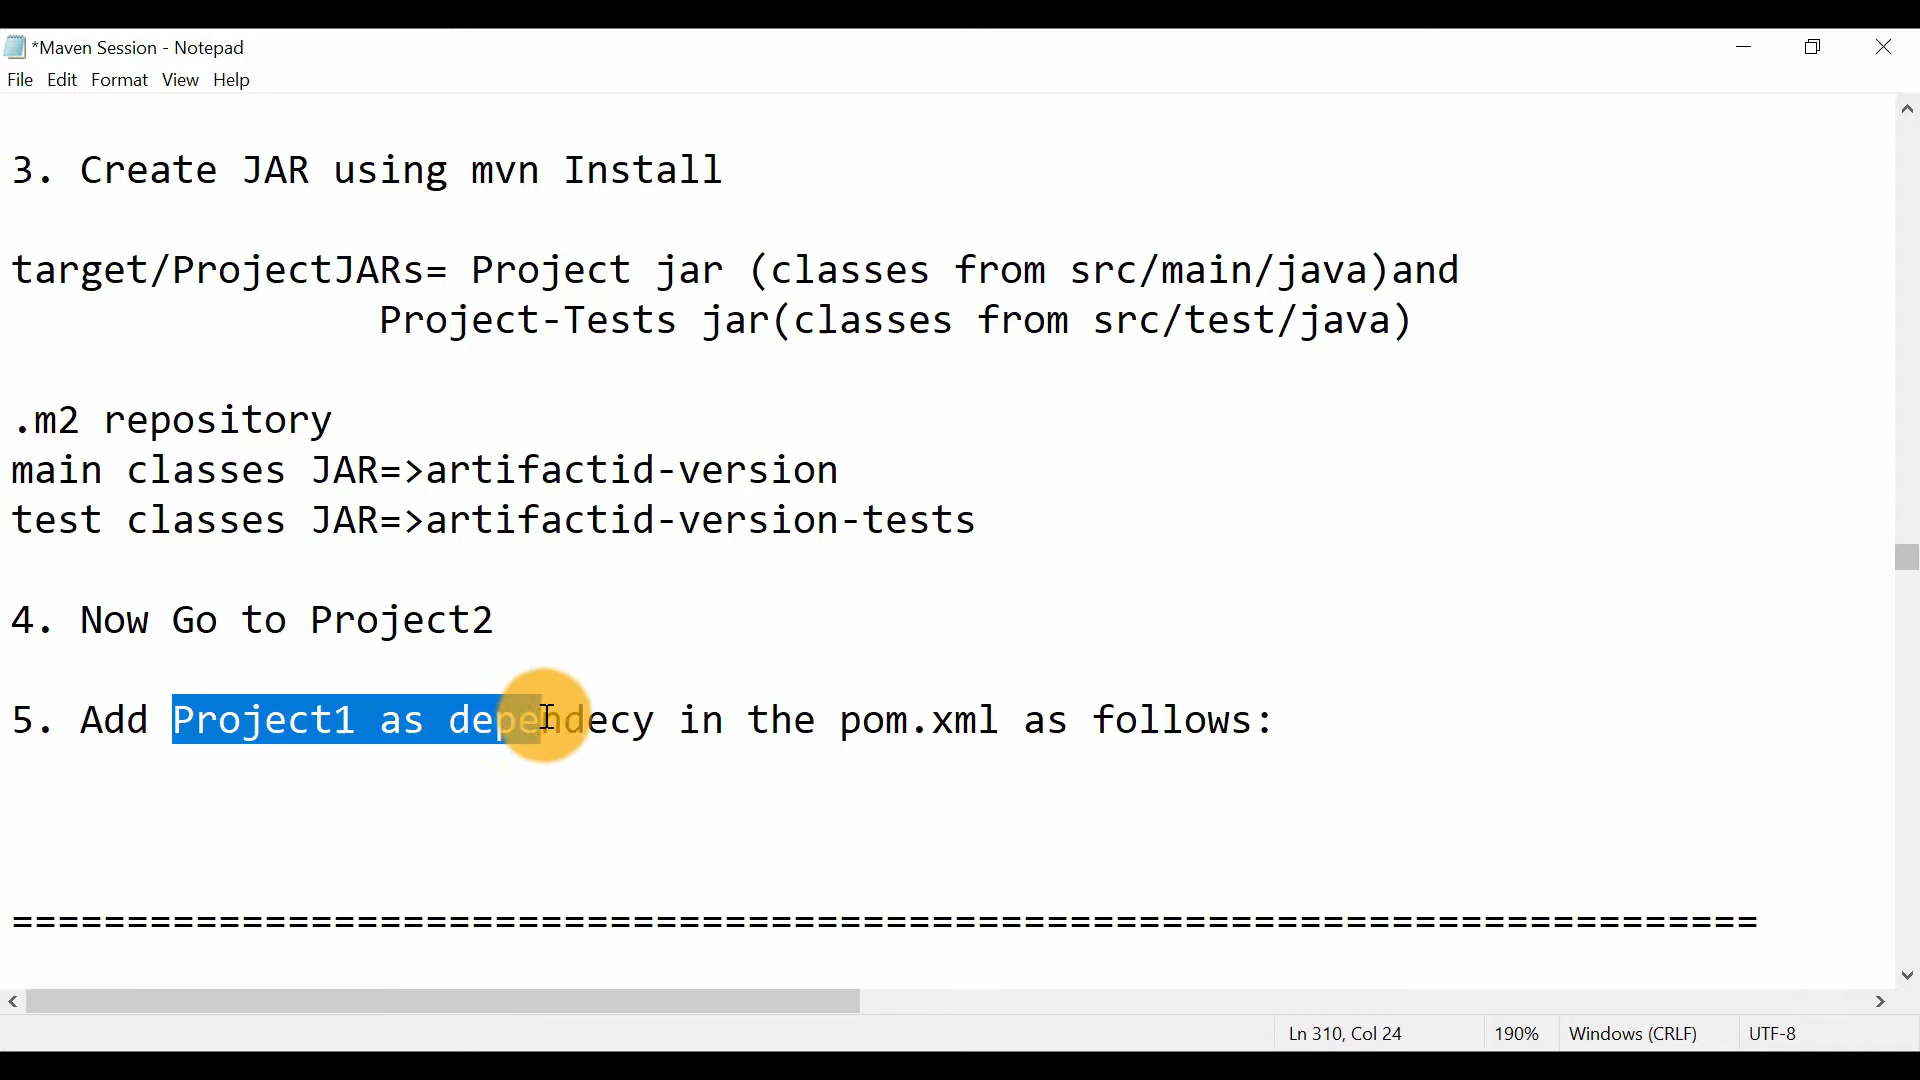 *Maven Session - Notepad
File Edit Format View Help
3. Create JAR using mvn Install
target/ProjectJARs= Project jar (classes from src/main/java)and
Project-Tests jar(classes from src/test/java)
.m2 repository
main classes JAR=>artifactid-version
test classes JAR=>artifactid-version-tests
4. Now Go to Project2
5. Add Project1 as dependecy in the pom.xml as follows:
============================================================================
Ln 310, Col 24 190% Windows (CRLF) UTF-8